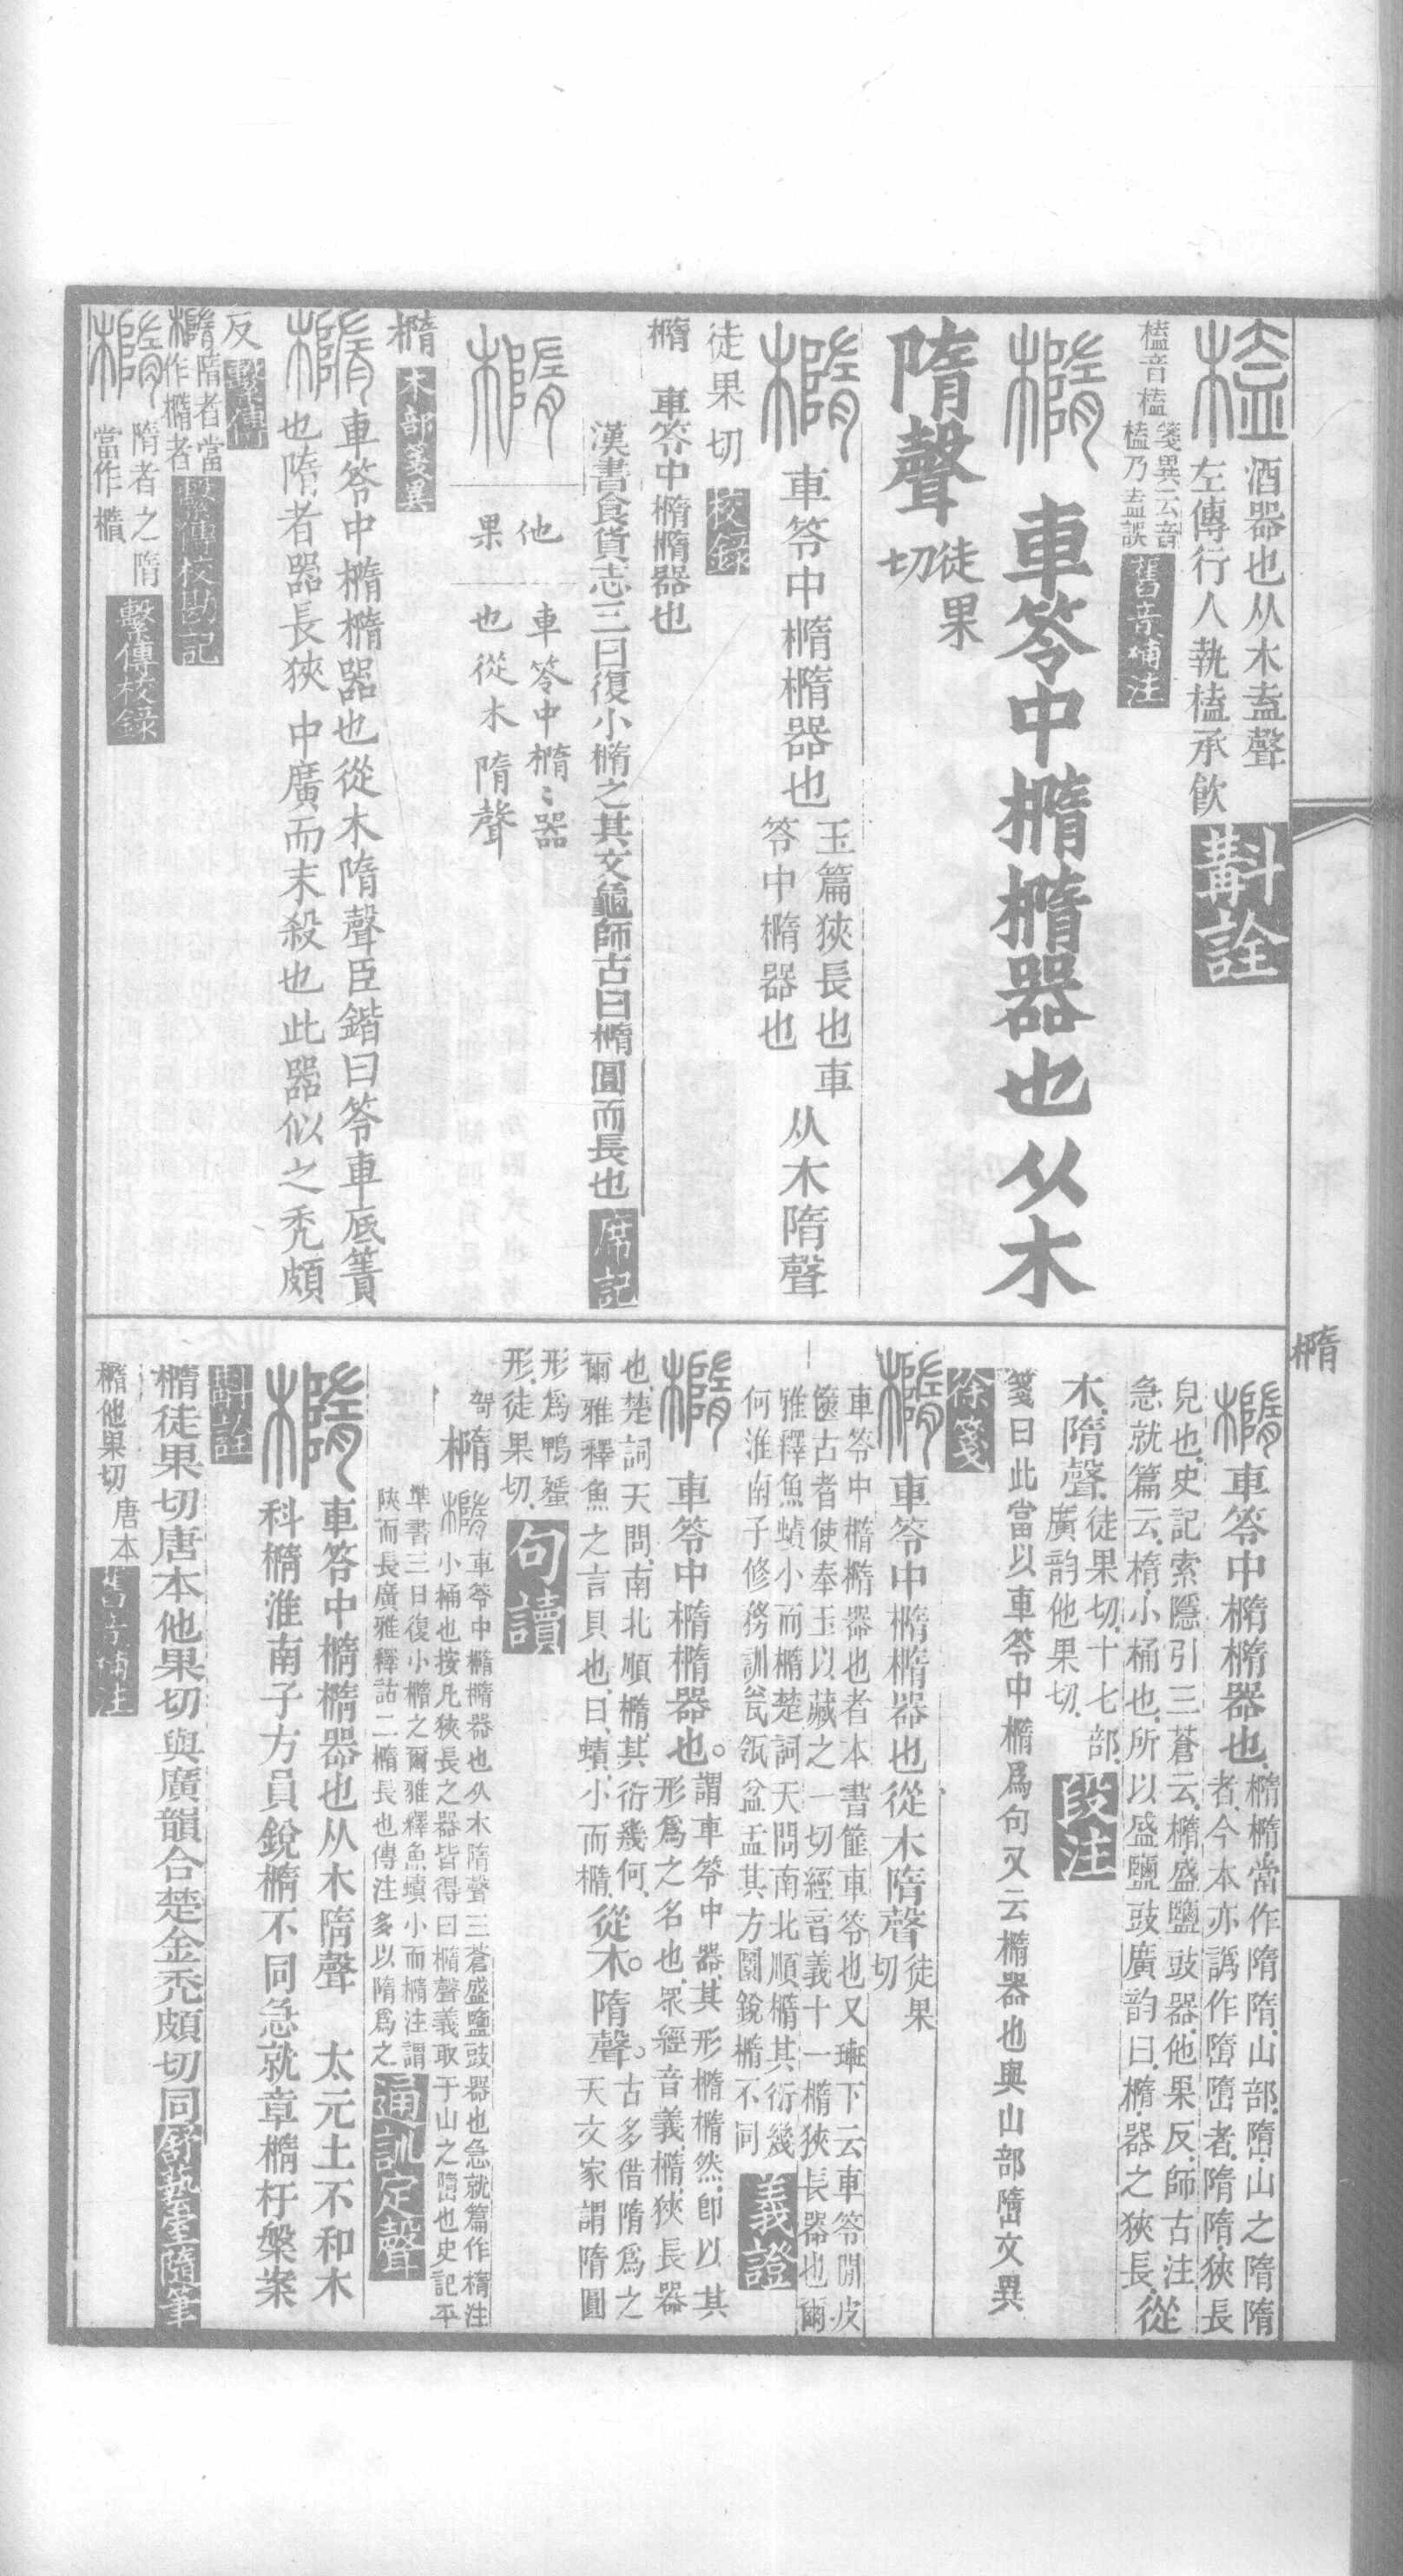 榼
酒器也从木盍聲
左傳行人執榼承飮
斠詮
榼音榼
箋異云音
榼乃盍誤
舊音補注
橢
車笭中橢橢器也从木
隋聲
徒果
切
橢
車笭中橢橢器也
玉篇狹長也車
笭中橢器也
从木隋聲
徒果切
校錄
橢
車笭中橢橢器也
漢書食貨志三曰復小橢之其文龜師古曰橢圓而長也
席記
橢
他
果
車笭中橢〻器
也從木隋聲
橢
木部箋異
橢
車笭中橢橢器也從木隋聲臣鍇曰笭車底簀
也隋者器長狹中廣而末殺也此器似之禿頗
反
繫傳
橢
隋者當
作橢者
繫傳校勘記
橢
隋者之隋
當作橢
繫傳校錄
橢
橢
車笭中橢橢器也
橢橢當作隋隋山部隓山之隋隋
者今本亦譌作隓隓者隋隋狹長
皃也史記索隱引三蒼云橢盛鹽豉器他果反師古注
急就篇云橢小桶也所以盛鹽豉廣韵曰橢器之狹長從
木隋聲
徒果切十七部
廣韵他果切
段注
箋曰此當以車笭中橢爲句又云橢器也與山部隓文異
徐箋
橢
車笭中橢橢器也從木隋聲
徒果
切
車笭中橢橢器也者本書篚車笭也又㻬下云車笭閒皮
篋古者使奉玉以藏之一切經音義十一橢狹長器也爾
雅釋魚蟦小而橢楚詞天問南北順橢其衍幾
何淮南子修務訓瓫瓴盆盂其方圜銳橢不同
義證
橢
車笭中橢橢器也
謂車笭中器其形橢橢然卽以其
形爲之名也眾經音義橢狹長器
也楚詞天問南北順橢其衍幾何
爾雅釋魚之言貝也曰蟦小而橢
從木隋聲
古多借隋爲之
天文家謂隋圓
形爲鴨蛋
形徒果切
句讀
橢
橢
車笭中橢橢器也从木隋聲三蒼盛鹽豉器也急就篇作橢注
小桶也按凡狹長之器皆得曰橢聲義取于山之隓也史記平
準書三曰復小橢之爾雅釋魚蟦小而橢注謂
陜而長廣雅釋詁二橢長也傳注多以隋爲之
通訓定聲
橢
車笭中橢橢器也从木隋聲 太元土不和木
科橢淮南子方員銳橢不同急就章橢杅槃案
斠詮
橢徒果切唐本他果切與廣韻合楚金禿頗切同
舒藝室隨筆
橢他果切
唐本
舊音補注